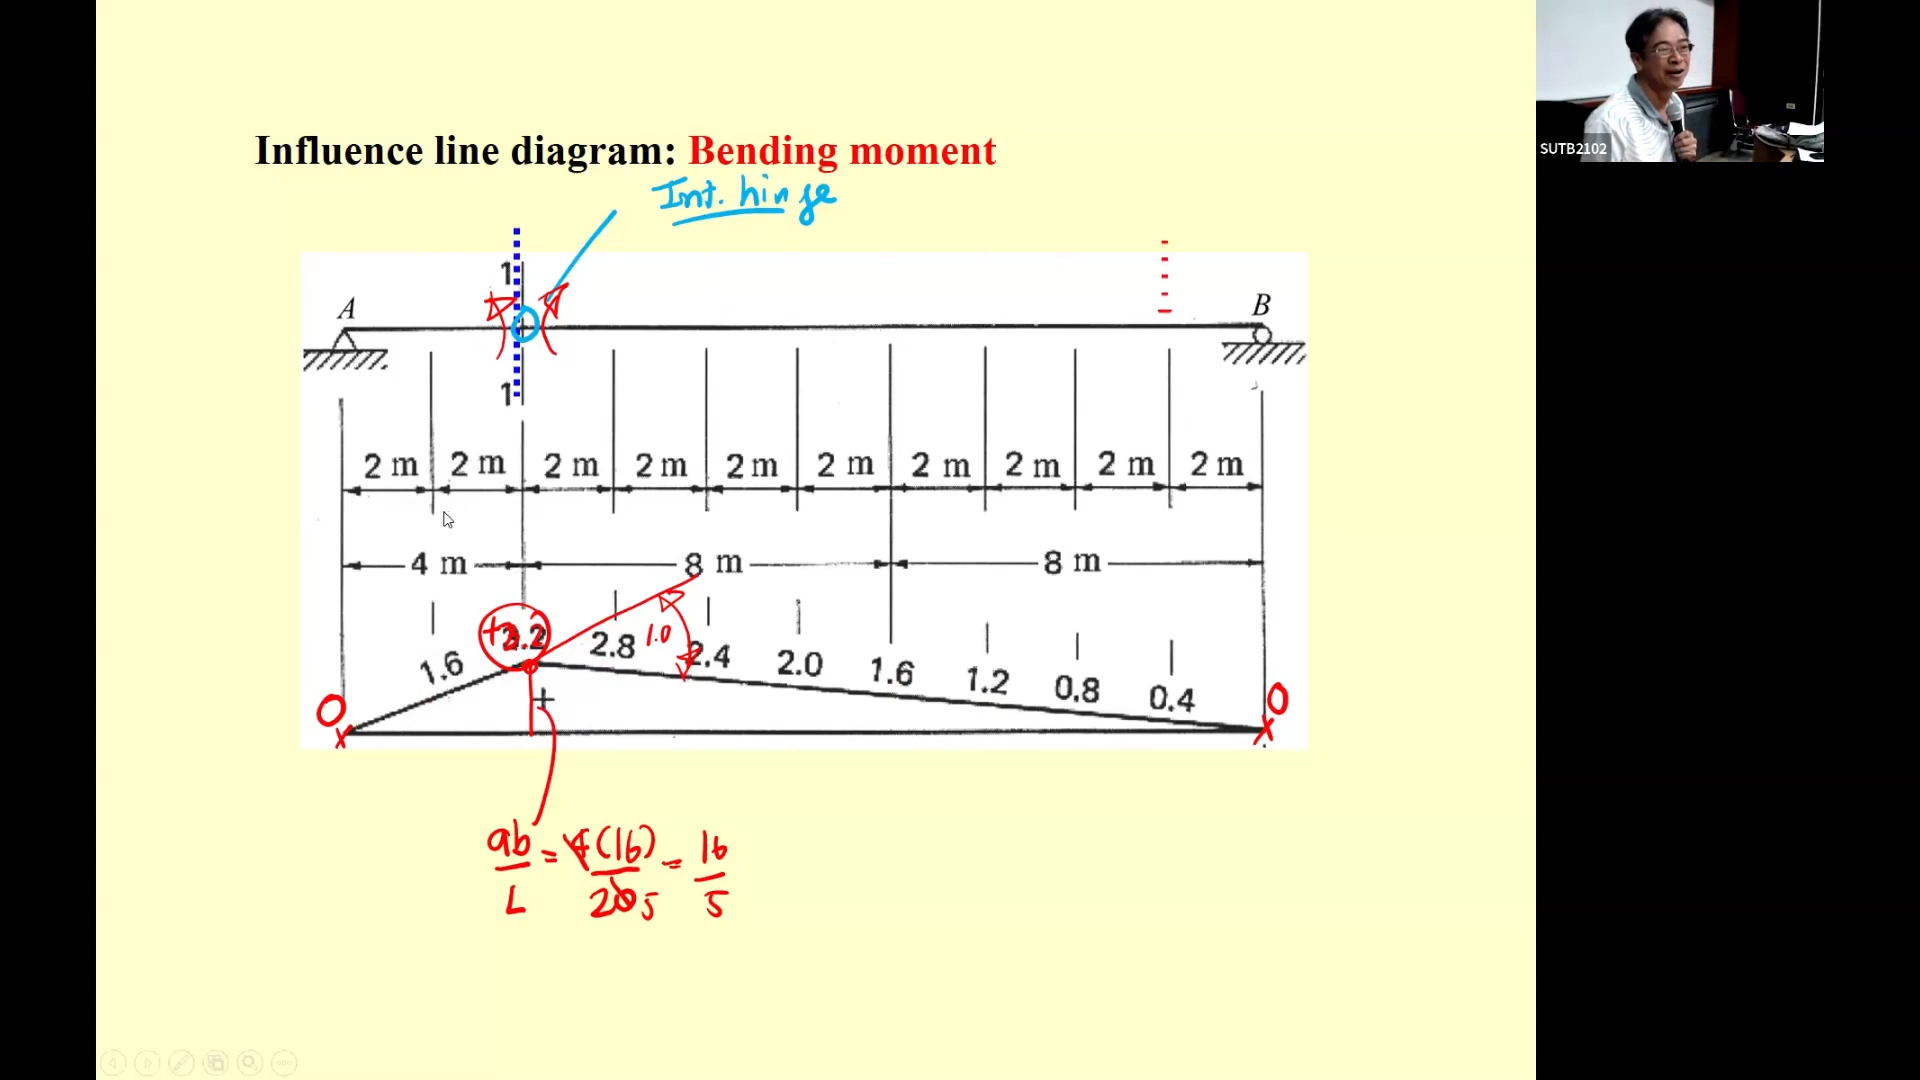 SUTB2102
Influence line diagram: Bending moment
Int. hinge
1
A
B
1
2 m 2 m 2 m 2 m 2 m 2 m 2 m 2 m 2 m 2 m
4 m 8 m 8 m
1.6 2.8 1.0 2.4 2.0 1.6 1.2 0.8 0.4
0 + 0
ab/L = 4(16)/20 5 = 16/5